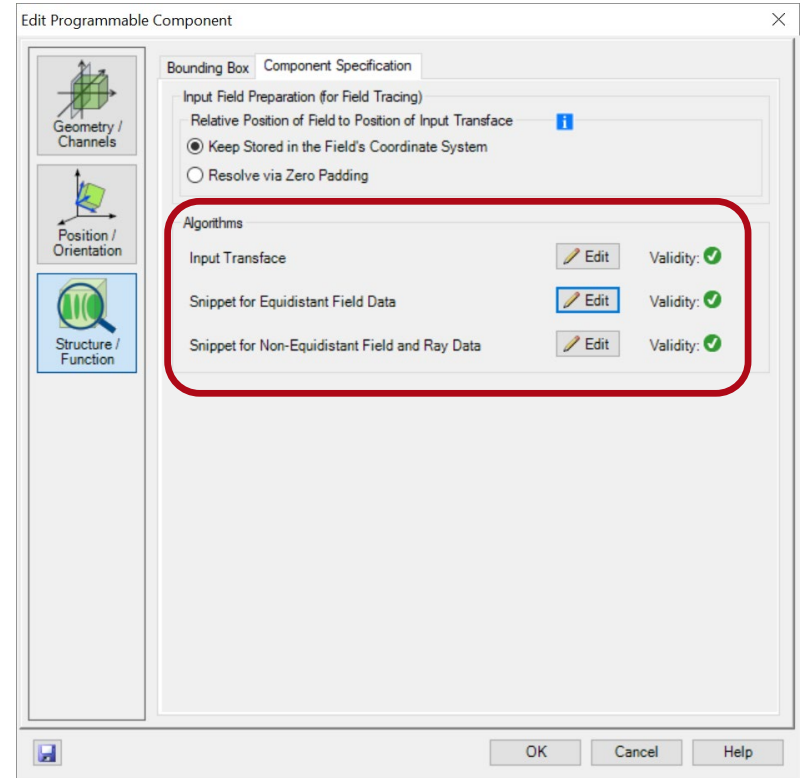 Edit Programmable Component
Bounding Box Component Specification
Input Field Preparation (for Field Tracing)
Relative Position of Field to Position of Input Transface i
Keep Stored in the Field's Coordinate System
Resolve via Zero Padding
Geometry /
Channels
Position /
Orientation
Structure /
Function
Algorithms
Input Transface Edit Validity:
Snippet for Equidistant Field Data Edit Validity:
Snippet for Non-Equidistant Field and Ray Data Edit Validity:
OK Cancel Help